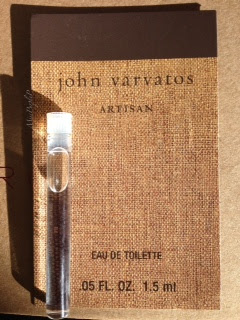 john varvatos
ARTISAN
EAU DE TOILETTE
.05 FL. OZ. 1.5 ml